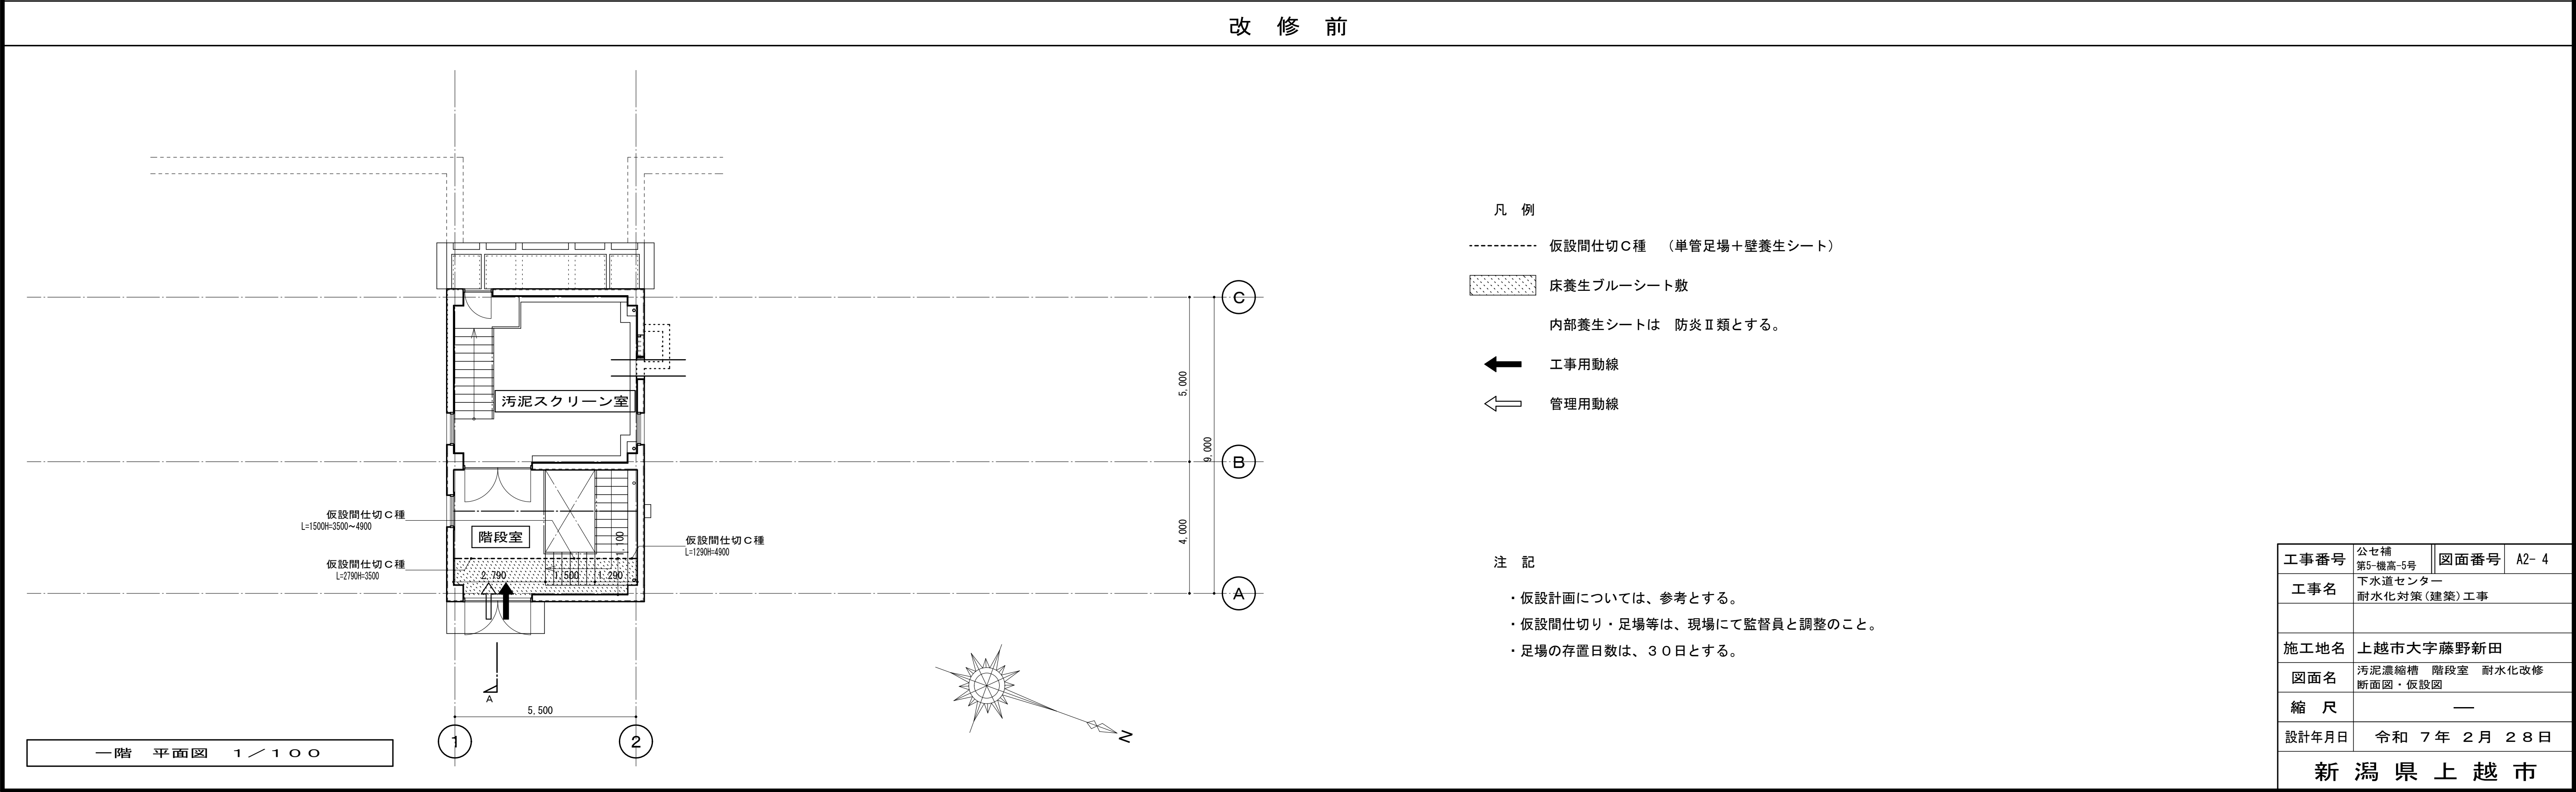 改 修 前
C
B
A
5,000
4,000
9,000
汚泥スクリーン室
階段室
仮設間仕切C種
L=1500H=3500～4900
仮設間仕切C種
L=2790H=3500
仮設間仕切C種
L=1290H=4900
1,100
2,790
1,500
1,290
A
5,500
1
2
N
一階 平面図 1／100
凡 例
仮設間仕切C種 （単管足場＋壁養生シート）
床養生ブルーシート敷
内部養生シートは 防炎Ⅱ類とする。
工事用動線
管理用動線
注 記
・仮設計画については、参考とする。
・仮設間仕切り・足場等は、現場にて監督員と調整のこと。
・足場の存置日数は、30日とする。
工事番号
公セ補
第5-機高-5号
図面番号
A2- 4
工事名
下水道センター
耐水化対策(建築)工事
施工地名
上越市大字藤野新田
図面名
汚泥濃縮槽 階段室 耐水化改修
断面図・仮設図
縮 尺
―
設計年月日
令和 7年 2月 28日
新潟県上越市